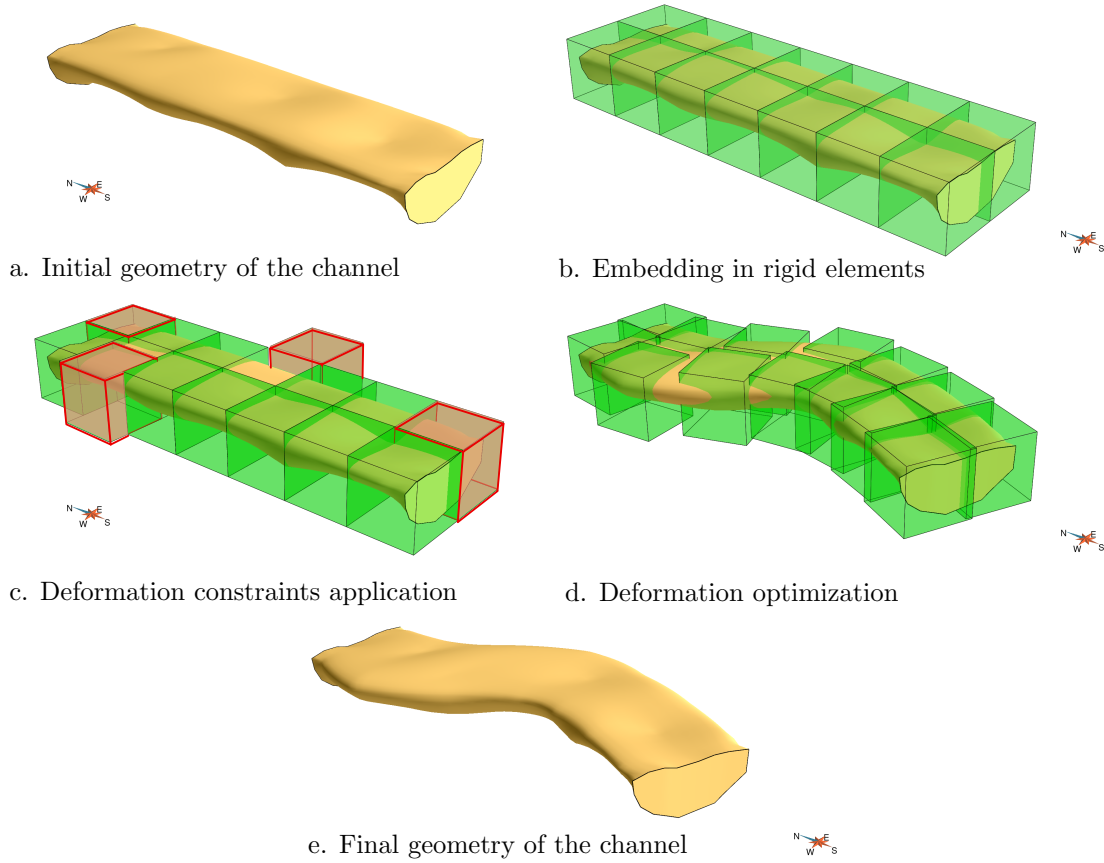 N E
W S
a. Initial geometry of the channel
N E
W S
b. Embedding in rigid elements
N E
W S
c. Deformation constraints application
N E
W S
d. Deformation optimization
N E
W S
e. Final geometry of the channel